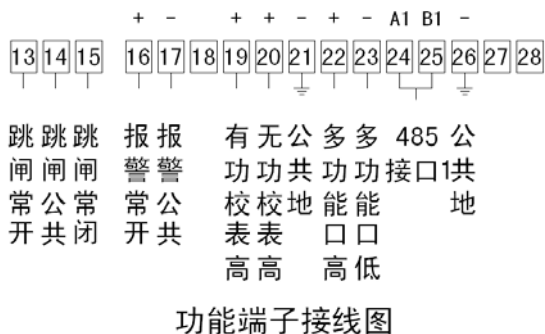 + - + + - + - A1 B1 -
13 14 15 16 17 18 19 20 21 22 23 24 25 26 27 28
跳闸常开
跳闸公共
跳闸常闭
报警常开
报警公共
有功校表高
无功校表高
公共地
多功能口高
多功能口低
485
接口1
公共地
功能端子接线图